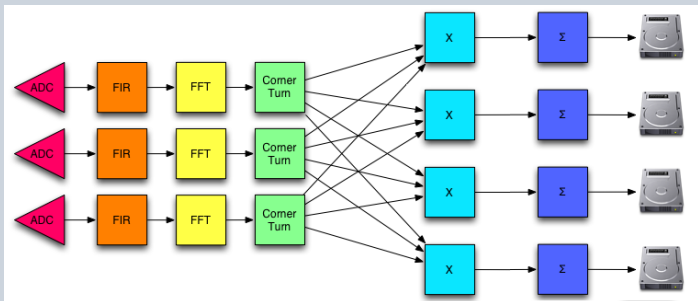 X Σ
ADC FIR FFT Corner
Turn
X Σ
ADC FIR FFT Corner
Turn
X Σ
ADC FIR FFT Corner
Turn
X Σ